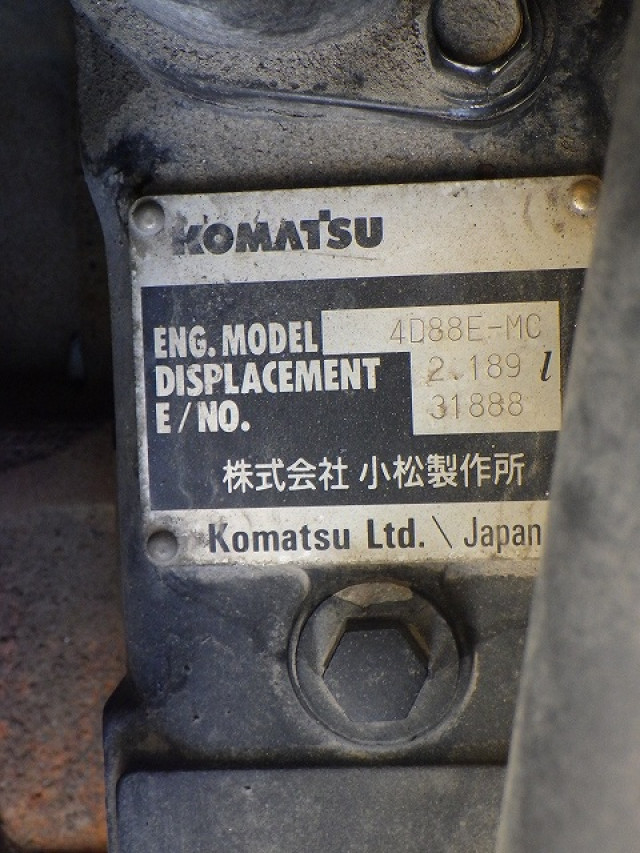 KOMATSU
ENG. MODEL 4D88E-MC
DISPLACEMENT 2.189 l
E/NO. 31888
株式会社 小松製作所
Komatsu Ltd. \ Japan